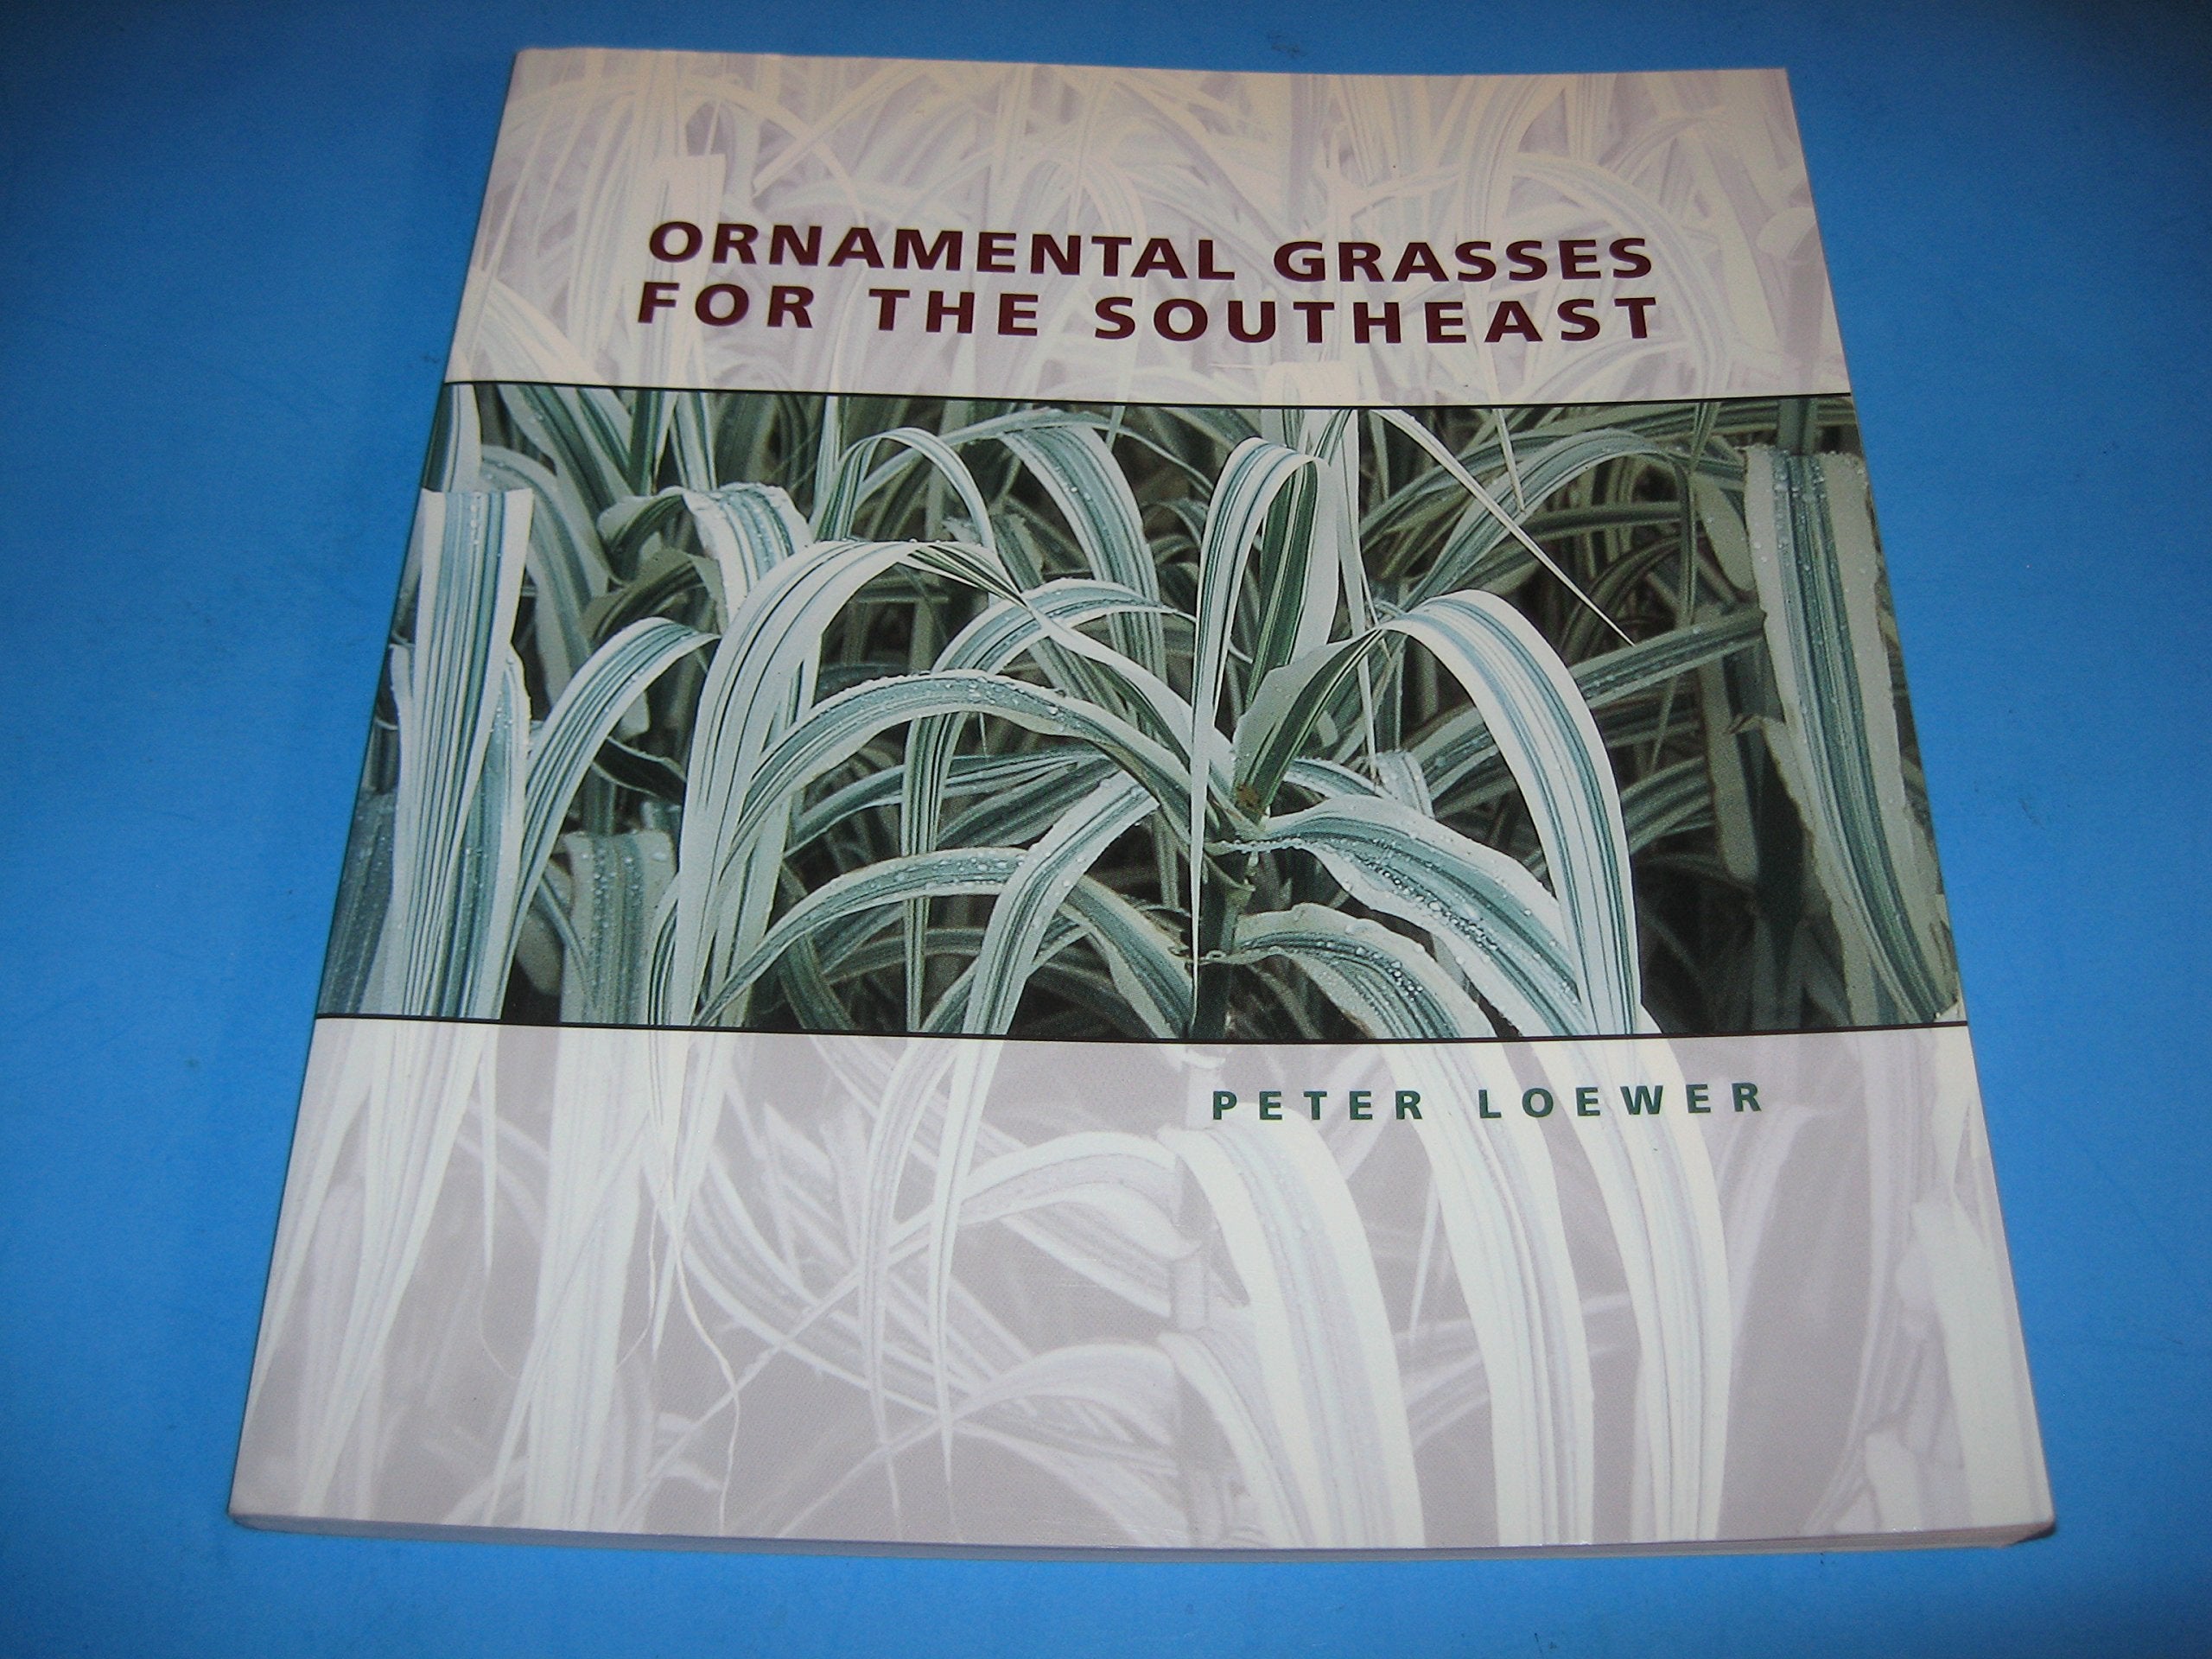 ORNAMENTAL GRASSES
FOR THE SOUTHEAST
PETER LOEWER